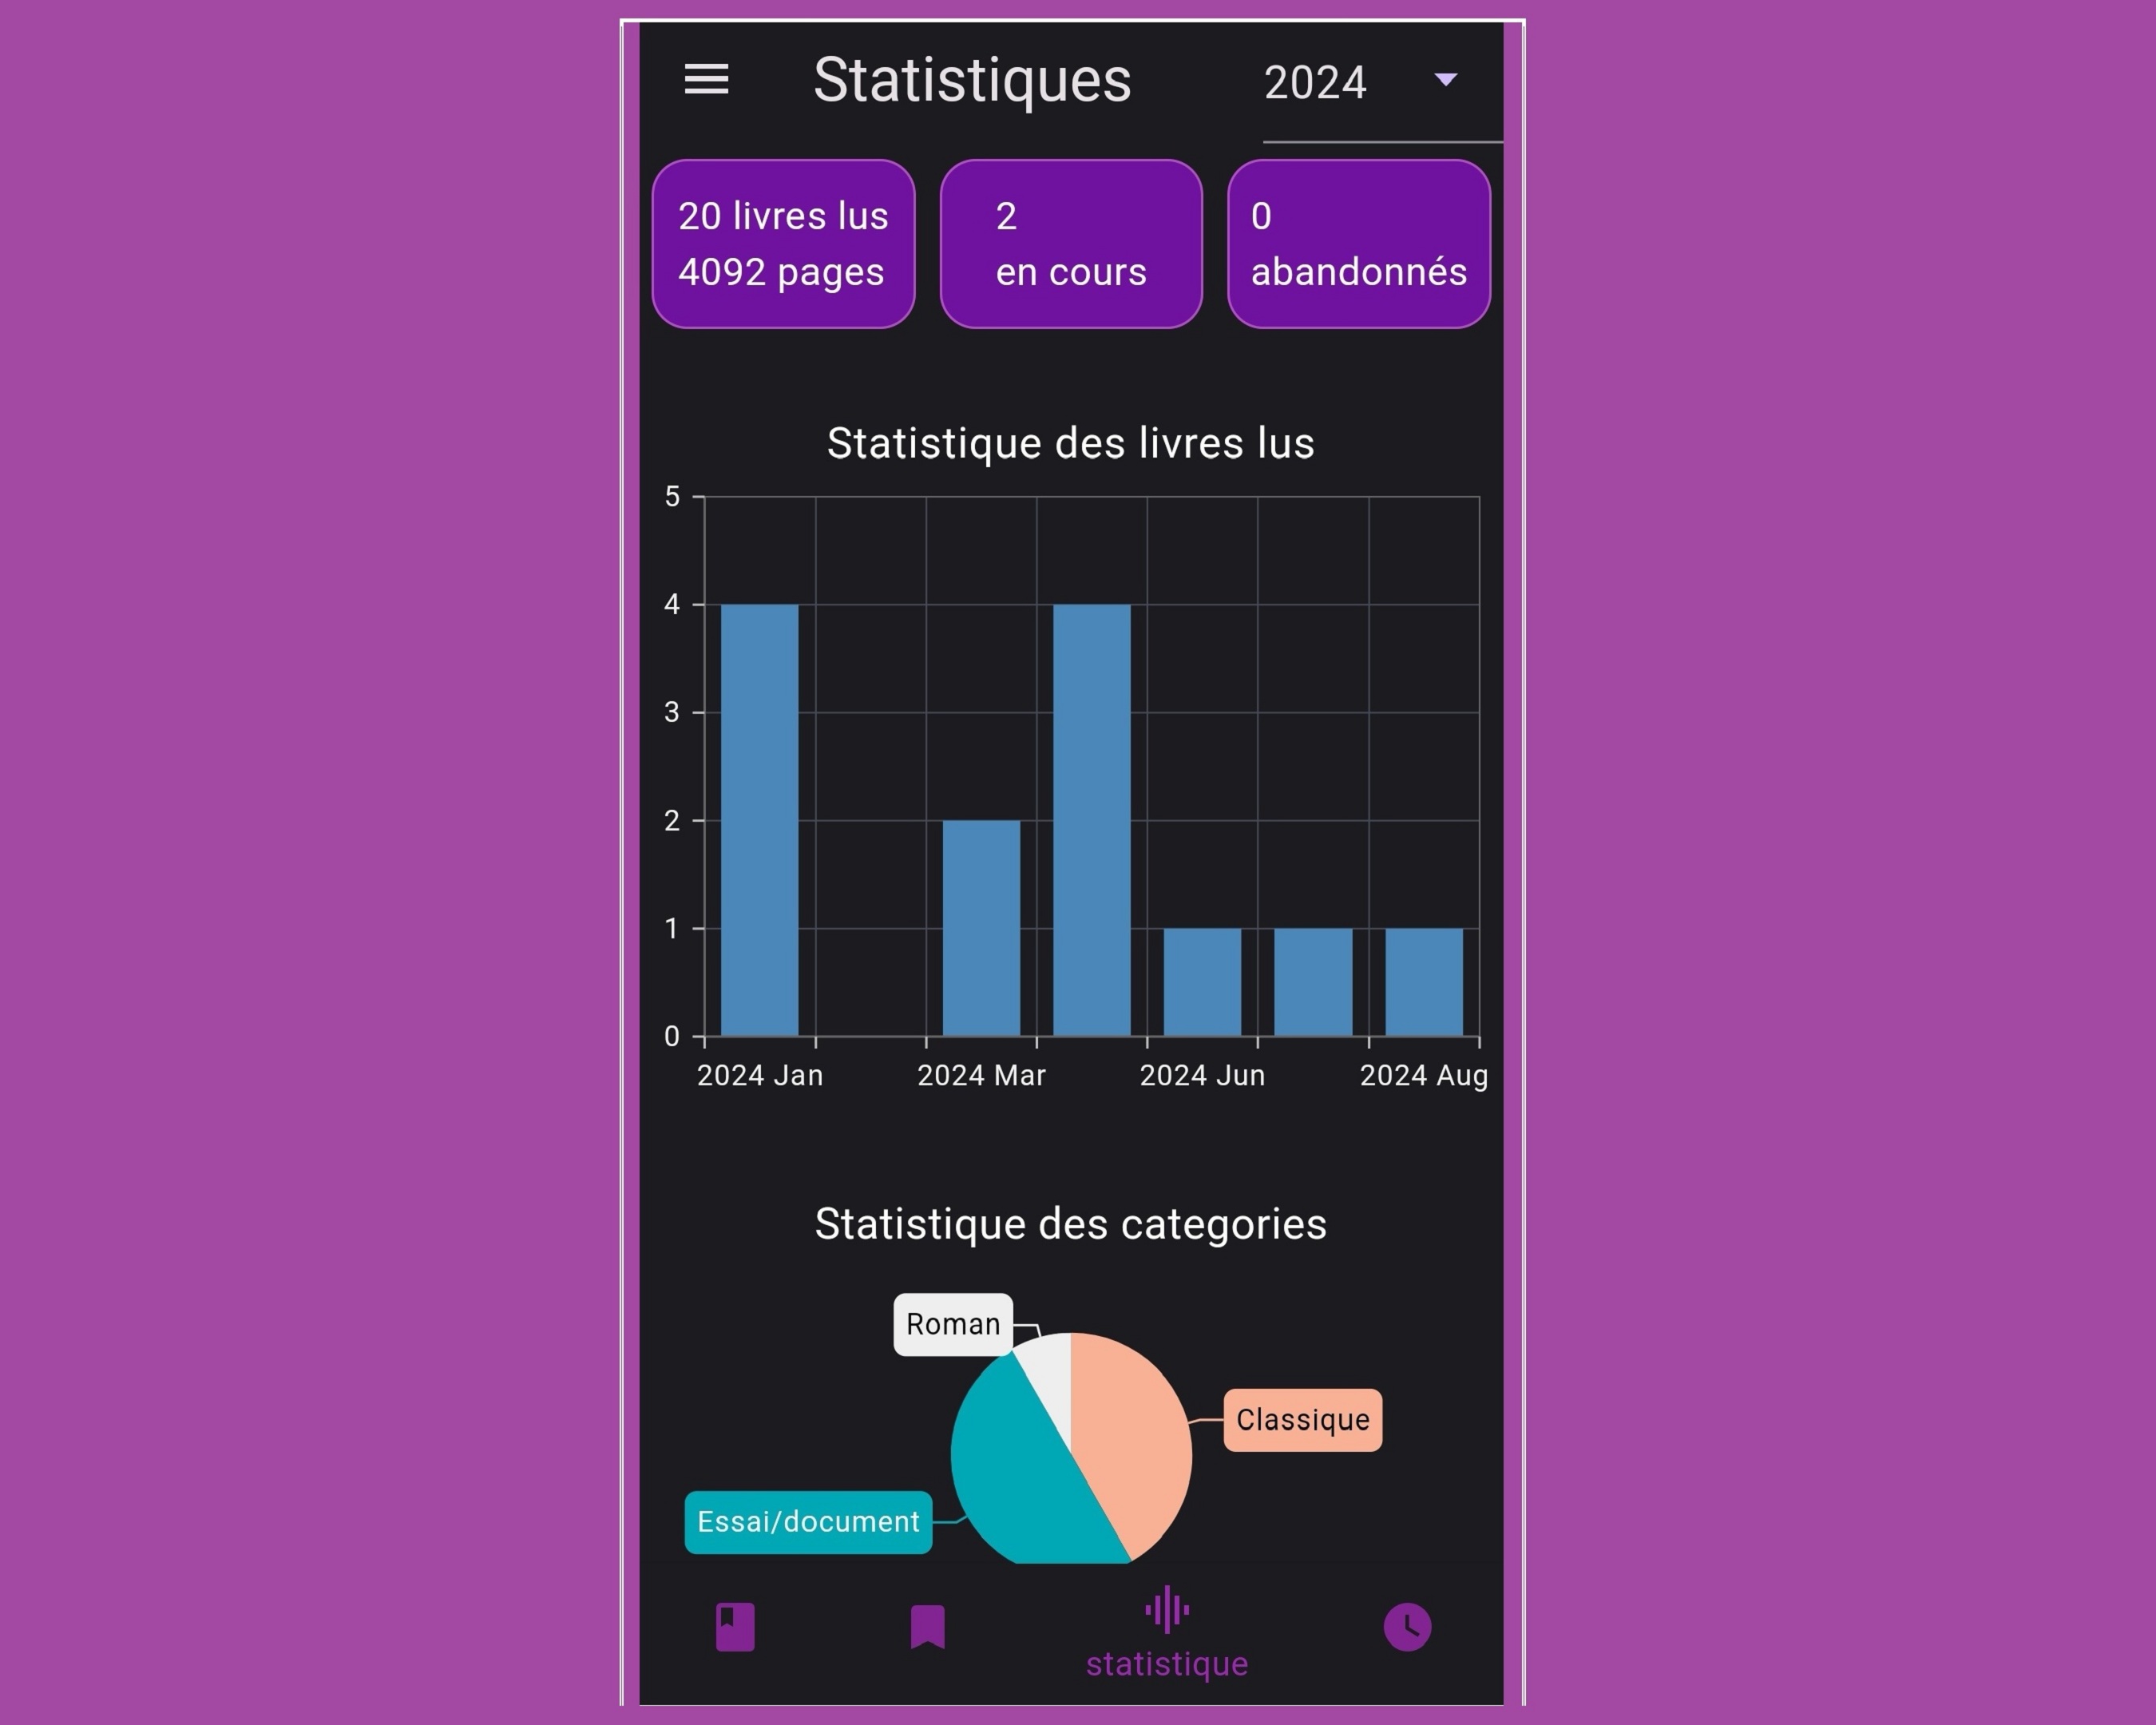 Statistiques
2024
20 livres lus
4092 pages
2
en cours
0
abandonnés
Statistique des livres lus
5
4
3
2
1
0
2024 Jan
2024 Mar
2024 Jun
2024 Aug
Statistique des categories
Roman
Classique
Essai/document
statistique